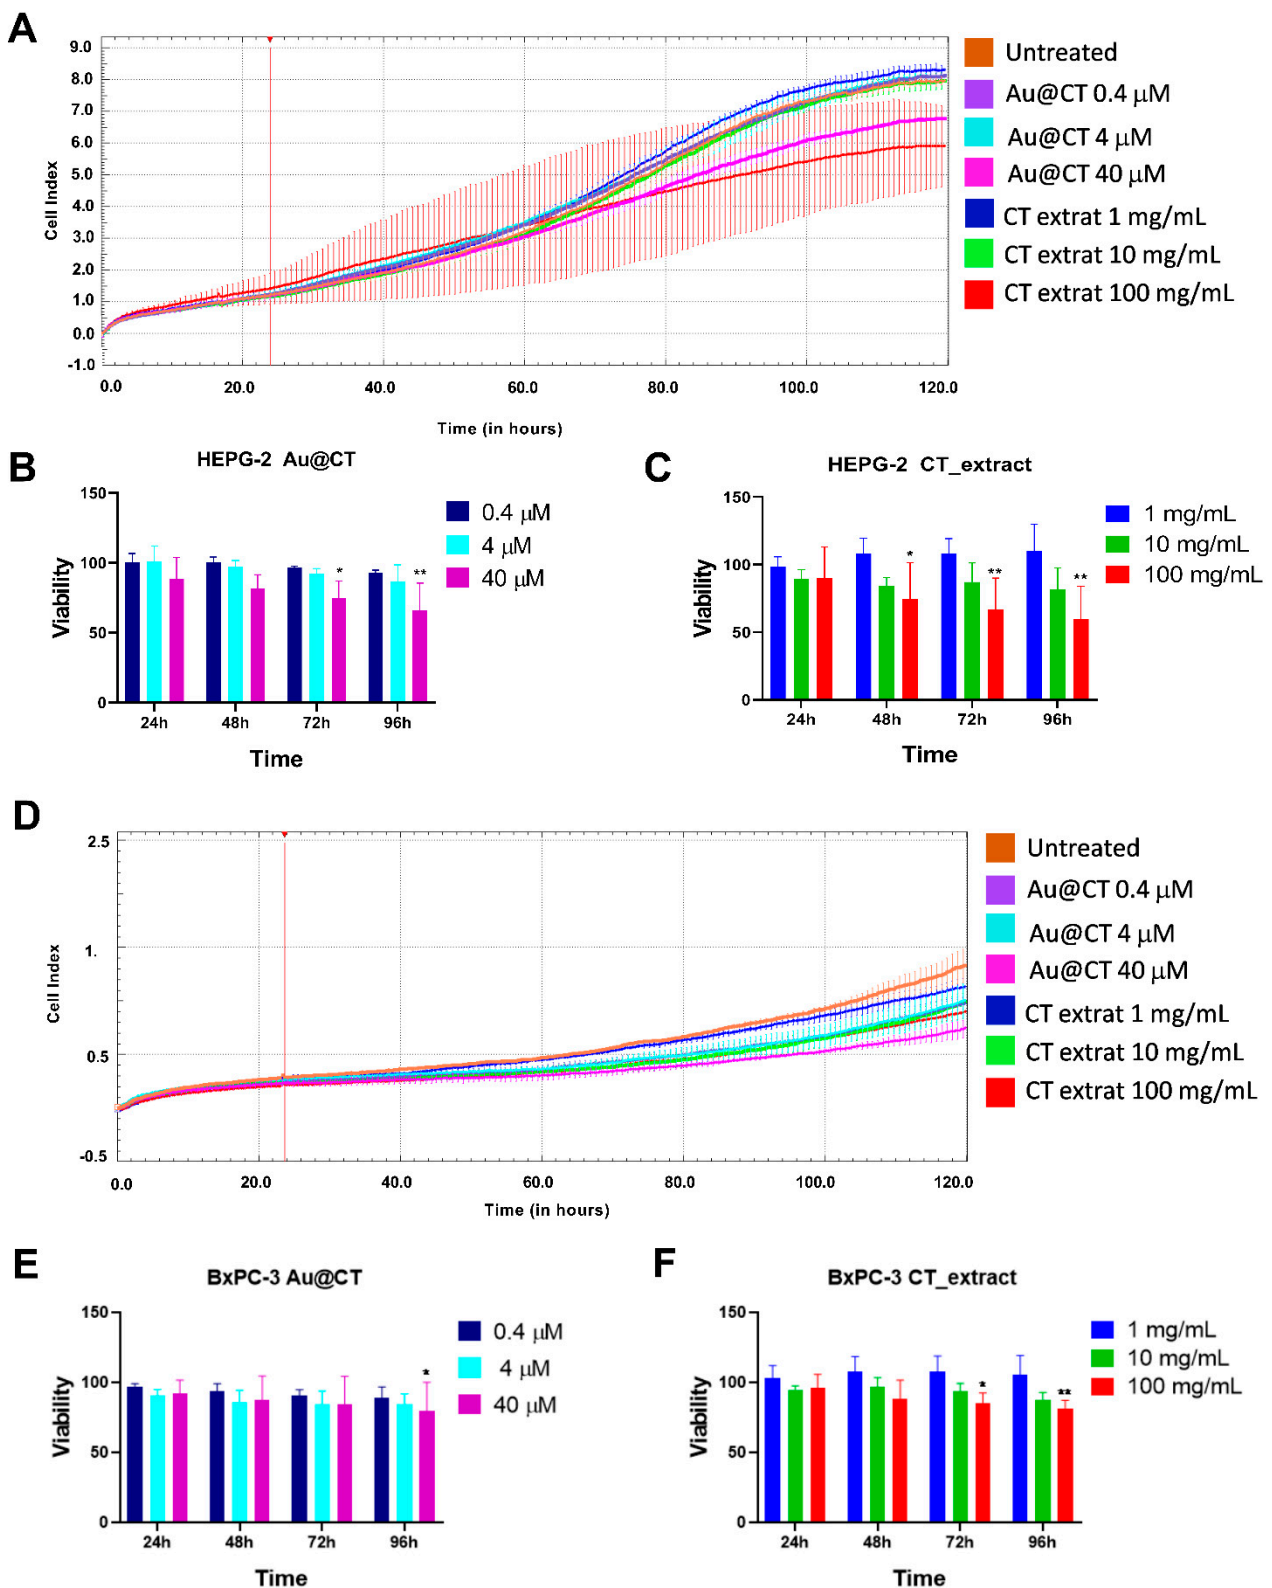 A
9.0
8.0
7.0
6.0
5.0
4.0
3.0
2.0
1.0
0.0
-1.0
Cell Index
0.0 20.0 40.0 60.0 80.0 100.0 120.0
Time (in hours)
Untreated
Au@CT 0.4 µM
Au@CT 4 µM
Au@CT 40 µM
CT extrat 1 mg/mL
CT extrat 10 mg/mL
CT extrat 100 mg/mL
B
HEPG-2 Au@CT
150
100
50
0
Viability
* **
24h 48h 72h 96h
Time
0.4 µM
4 µM
40 µM
C
HEPG-2 CT_extract
150
100
50
0
Viability
* ** **
24h 48h 72h 96h
Time
1 mg/mL
10 mg/mL
100 mg/mL
D
2.5
1.
0.5
-0.5
Cell Index
0.0 20.0 40.0 60.0 80.0 100.0 120.0
Time (in hours)
Untreated
Au@CT 0.4 µM
Au@CT 4 µM
Au@CT 40 µM
CT extrat 1 mg/mL
CT extrat 10 mg/mL
CT extrat 100 mg/mL
E
BxPC-3 Au@CT
150
100
50
0
Viability
*
24h 48h 72h 96h
Time
0.4 µM
4 µM
40 µM
F
BxPC-3 CT_extract
150
100
50
0
Viability
* **
24h 48h 72h 96h
Time
1 mg/mL
10 mg/mL
100 mg/mL